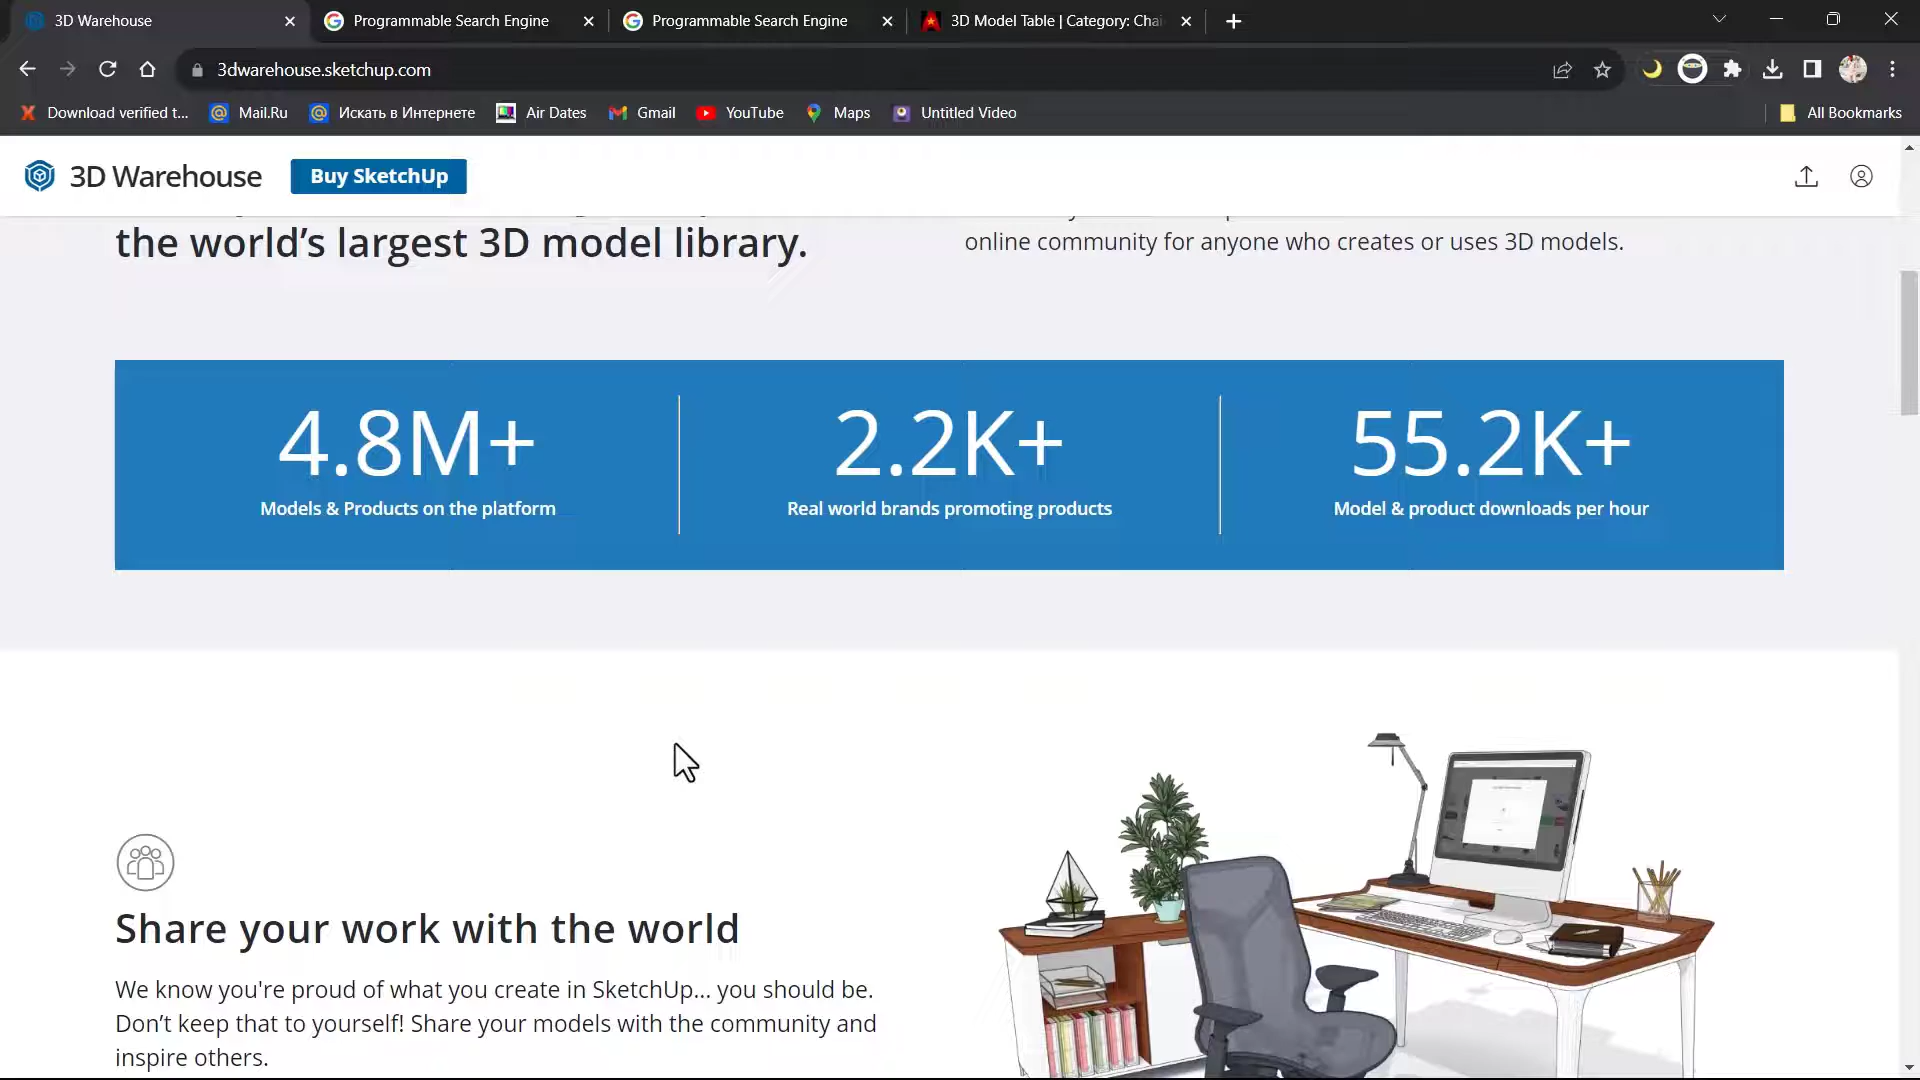 3D Warehouse
Programmable Search Engine
Programmable Search Engine
3D Model Table | Category: Chai
3dwarehouse.sketchup.com
Download verified t...
Mail.Ru
Искать в Интернете
Air Dates
Gmail
YouTube
Maps
Untitled Video
All Bookmarks
3D Warehouse
Buy SketchUp
the world's largest 3D model library.
online community for anyone who creates or uses 3D models.
4.8M+
2.2K+
55.2K+
Models & Products on the platform
Real world brands promoting products
Model & product downloads per hour
Share your work with the world
We know you're proud of what you create in SketchUp... you should be.
Don’t keep that to yourself! Share your models with the community and
inspire others.